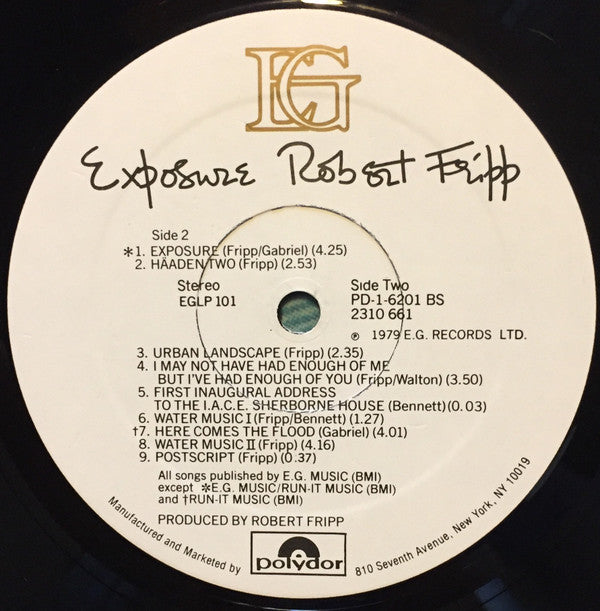 EG
Exposure Robert Fripp
Side 2
*1. EXPOSURE (Fripp/Gabriel) (4.25)
2. HÄADEN TWO (Fripp) (2.53)
Stereo
EGLP 101
Side Two
PD-1-6201 BS
2310 661
℗ 1979 E.G. RECORDS LTD.
3. URBAN LANDSCAPE (Fripp) (2.35)
4. I MAY NOT HAVE HAD ENOUGH OF ME
BUT I'VE HAD ENOUGH OF YOU (Fripp/Walton) (3.50)
5. FIRST INAUGURAL ADDRESS
TO THE I.A.C.E. SHERBORNE HOUSE (Bennett) (0.03)
6. WATER MUSIC I (Fripp/Bennett) (1.27)
†7. HERE COMES THE FLOOD (Gabriel) (4.01)
8. WATER MUSIC II (Fripp) (4.16)
9. POSTSCRIPT (Fripp) (0.37)
All songs published by E.G. MUSIC (BMI)
except *E.G. MUSIC/RUN-IT MUSIC (BMI)
and †RUN-IT MUSIC (BMI)
PRODUCED BY ROBERT FRIPP
Manufactured and Marketed by
polydor
810 Seventh Avenue, New York, NY 10019